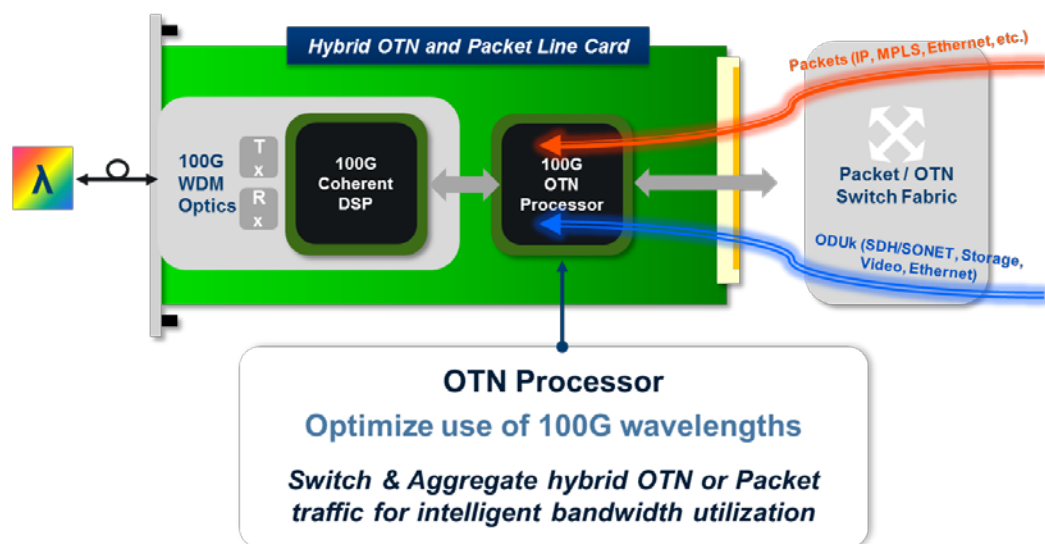 Hybrid OTN and Packet Line Card
Packets (IP, MPLS, Ethernet, etc.)
λ
100G
WDM
Optics
T
x
R
x
100G
Coherent
DSP
100G
OTN
Processor
Packet / OTN
Switch Fabric
ODUk (SDH/SONET, Storage,
Video, Ethernet)
OTN Processor
Optimize use of 100G wavelengths
Switch & Aggregate hybrid OTN or Packet
traffic for intelligent bandwidth utilization